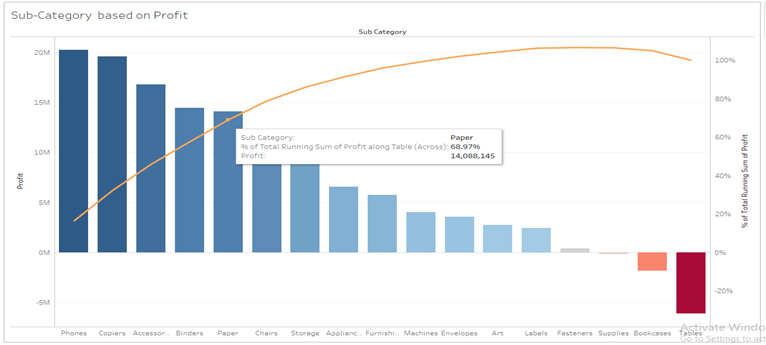 Sub-Category based on Profit
Sub Category
20M
15M
10M
5M
0M
-5M
Profit
100%
80%
60%
40%
20%
0%
-20%
% of Total Running Sum of Profit
Sub Category: Paper
% of Total Running Sum of Profit along Table (Across): 68.97%
Profit: 14,088,145
Phones Copiers Accessor.. Binders Paper Chairs Storage Applianc.. Furnishi.. Machines Envelopes Art Labels Fasteners Supplies Bookcases Tables
Activate Windo
Go to Settings to act